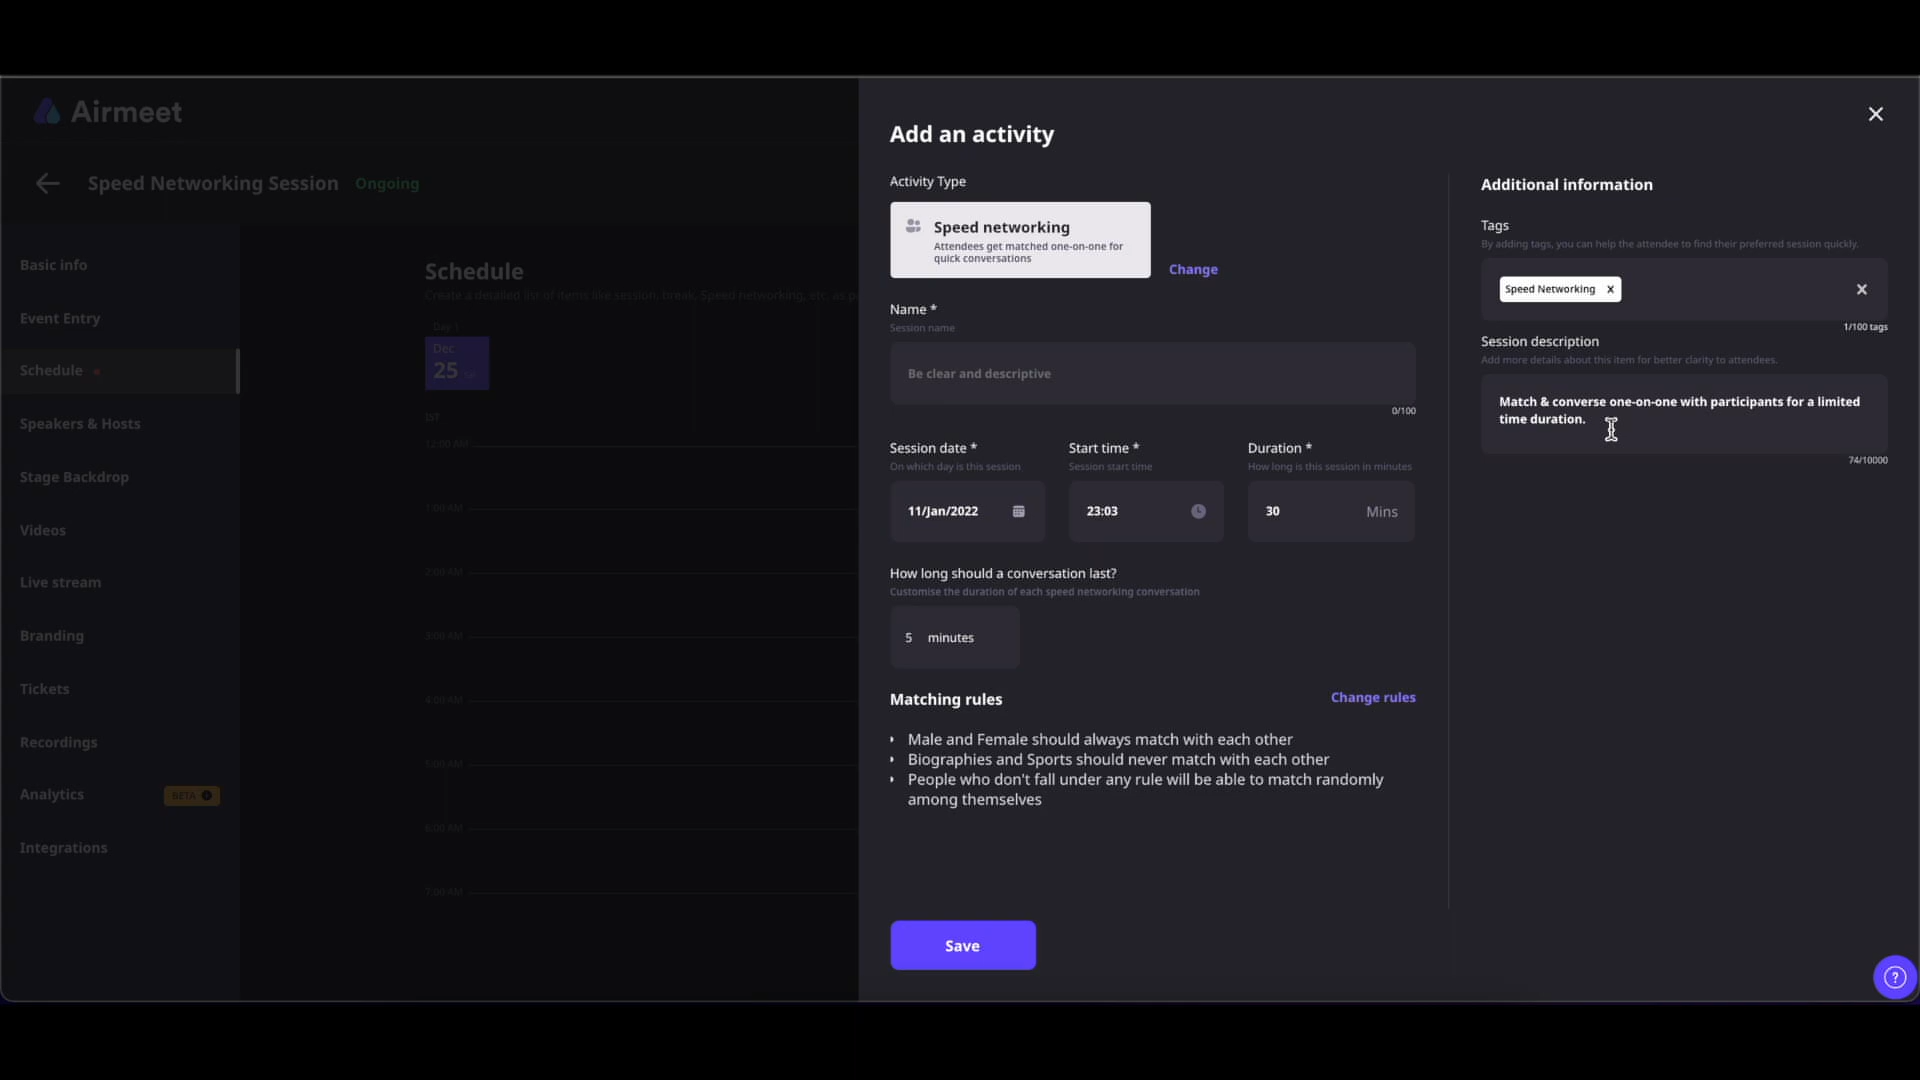 Airmeet
Speed Networking Session Ongoing
Basic info
Event Entry
Schedule
Speakers & Hosts
Stage Backdrop
Videos
Live stream
Branding
Tickets
Recordings
Analytics BETA
Integrations
Schedule
Create a detailed list of items like session, break, Speed networking, etc, as p
Day 1
Dec
25 Sat
IST
12:00 AM
1:00 AM
2:00 AM
3:00 AM
4:00 AM
5:00 AM
6:00 AM
7:00 AM
Add an activity
Activity Type
Speed networking
Attendees get matched one-on-one for
quick conversations
Change
Name *
Session name
Be clear and descriptive
0/100
Session date * Start time * Duration *
On which day is this session Session start time How long is this session in minutes
11/Jan/2022 23:03 30 Mins
How long should a conversation last?
Customise the duration of each speed networking conversation
5 minutes
Matching rules Change rules
Male and Female should always match with each other
Biographies and Sports should never match with each other
People who don't fall under any rule will be able to match randomly
among themselves
Save
Additional information
Tags
By adding tags, you can help the attendee to find their preferred session quickly.
Speed Networking x
1/100 tags
Session description
Add more details about this item for better clarity to attendees.
Match & converse one-on-one with participants for a limited
time duration.
74/10000
?